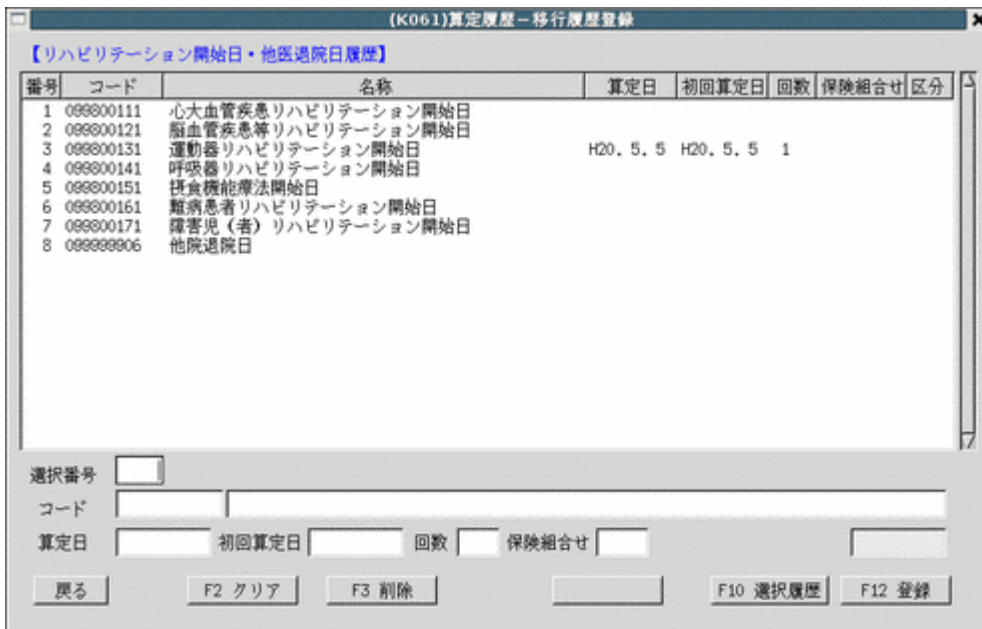 (K061)算定履歴－移行履歴登録
【リハビリテーション開始日・他医退院日履歴】
番号 コード 名称 算定日 初回算定日 回数 保険組合せ 区分
1 099800111 心大血管疾患リハビリテーション開始日
2 099800121 脳血管疾患等リハビリテーション開始日
3 099800131 運動器リハビリテーション開始日 H20. 5. 5 H20. 5. 5 1
4 099800141 呼吸器リハビリテーション開始日
5 099800151 摂食機能療法開始日
6 099800161 難病患者リハビリテーション開始日
7 099800171 障害児（者）リハビリテーション開始日
8 099999906 他院退院日
選択番号
コード
算定日 初回算定日 回数 保険組合せ
戻る F2 クリア F3 削除 F10 選択履歴 F12 登録